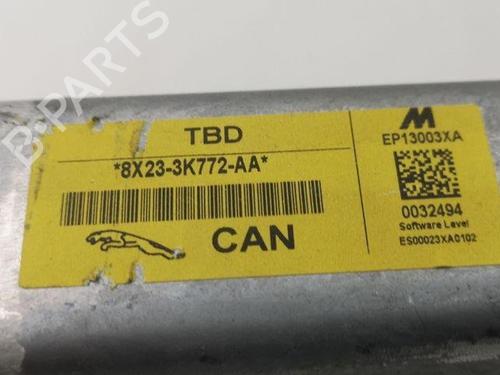 TBD
*8X23-3K772-AA*
CAN
M
EP13003XA
0032494
Software Level
ES00023XA0102
B-PARTS